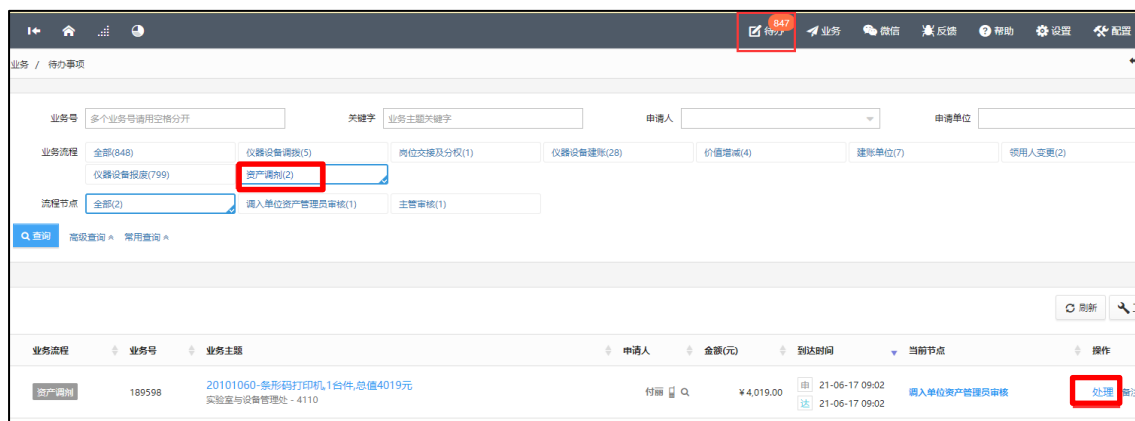 待办 847 业务 微信 反馈 帮助 设置 配置
业务 / 待办事项
业务号 多个业务号请用空格分开 关键字 业务主题关键字 申请人 申请单位
业务流程 全部(848) 仪器设备调拨(5) 岗位交接及分权(1) 仪器设备建账(28) 价值增减(4) 建账单位(7) 领用人变更(2)
仪器设备报废(799) 资产调剂(2)
流程节点 全部(2) 调入单位资产管理员审核(1) 主管审核(1)
查询 高级查询 常用查询
刷新
业务流程 业务号 业务主题 申请人 金额(元) 到达时间 当前节点 操作
资产调剂 189598 20101060-条形码打印机,1台件,总值4019元 付丽 ¥4,019.00 申 21-06-17 09:02 调入单位资产管理员审核 处理
实验室与设备管理处 - 4110 达 21-06-17 09:02